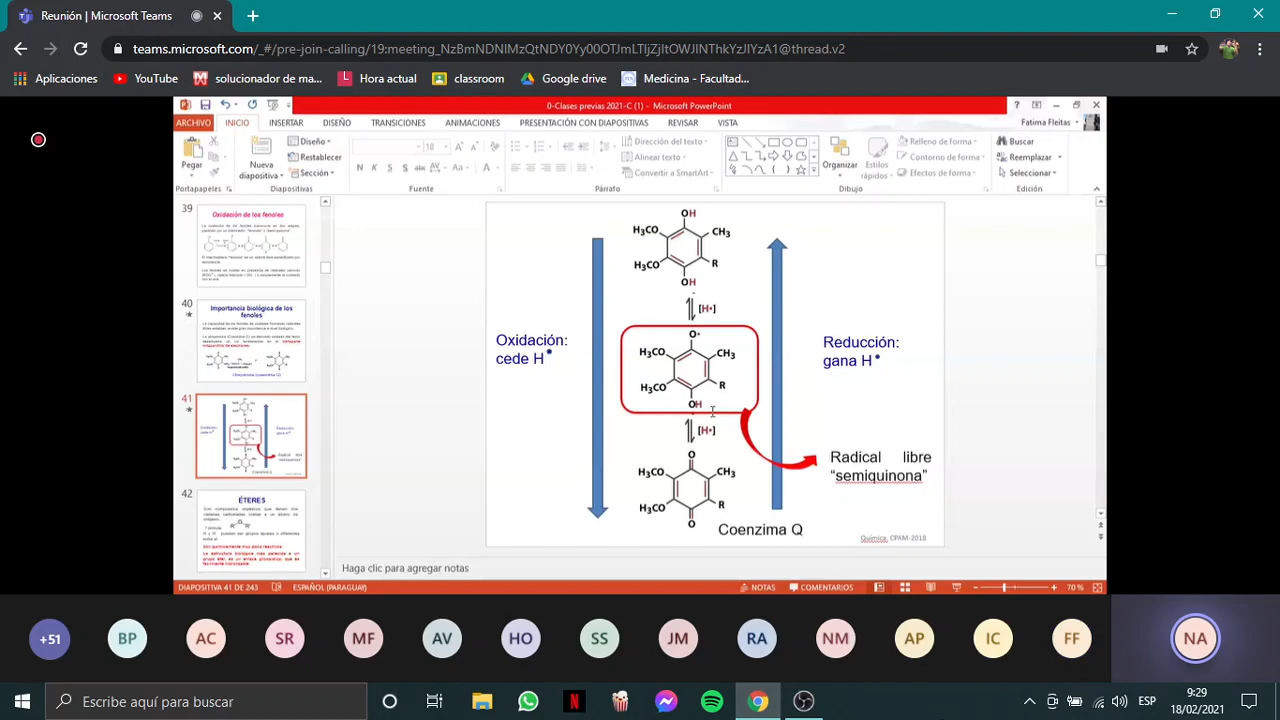 Reunión
teams.microsoft.com/_#/pre-join-calling/19:meeting_NzBmNDNlMzQtNDY0Yy00OTJmLTljZjltOWJlNThkYzJlYzA1@thread.v2
Aplicaciones YouTube solucionador de ma... Hora actual classroom Google drive Medicina - Facultad...
0-Clases previas 2021-C (1) - Microsoft PowerPoint
ARCHIVO INICIO INSERTAR DISEÑO TRANSICIONES ANIMACIONES PRESENTACIÓN CON DIAPOSITIVAS REVISAR VISTA Fatima Fleitas
Pegar
Nueva diapositiva
Diseño
Restablecer
Sección
18
N K S S abc AV Aa A
Dirección del texto
Alinear texto
Convertir a SmartArt
Organizar
Estilos rápidos
Relleno de forma
Contorno de forma
Efectos de forma
Buscar
Reemplazar
Seleccionar
Portapapeles Diapositivas Fuente Párrafo Dibujo Edición
39
Oxidación de los fenoles
40
Importancia biológica de los
fenoles
41
42
ÉTERES
OH
H₃CO CH₃
H₃CO R
OH
[H•]
O•
H₃CO CH₃
H₃CO R
OH
[H•]
O
H₃CO CH₃
H₃CO R
O
Oxidación:
cede H•
Reducción:
gana H•
Radical libre
“semiquinona”
Coenzima Q
Química. CPAM-2018
Haga clic para agregar notas
DIAPOSITIVA 41 DE 243 ESPAÑOL (PARAGUAY) NOTAS COMENTARIOS 70 %
+51 BP AC SR MF AV HO SS JM RA NM AP IC FF NA
Escribe aquí para buscar
ESP
9:29
18/02/2021